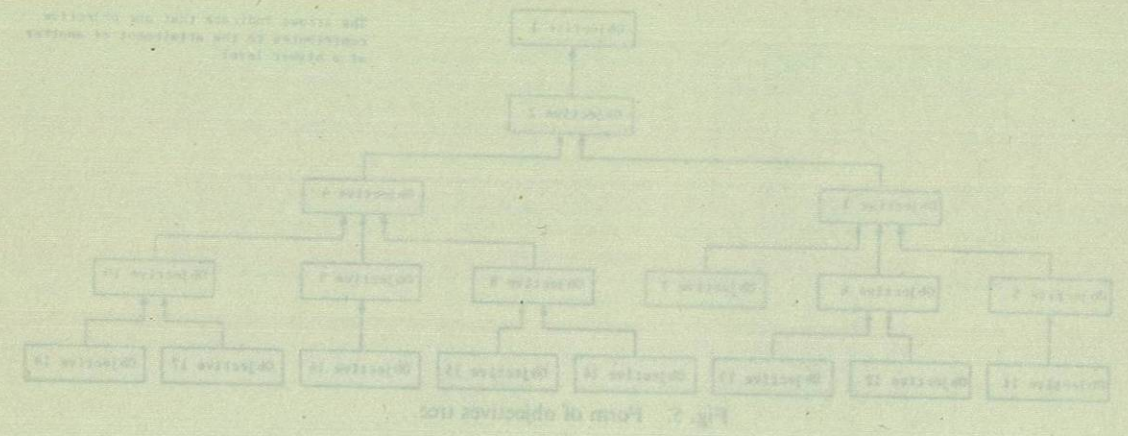 The arrows indicate that one objective
contributes to the attainment of another
of a higher level
Objective 1
Objective 2
Objective 3
Objective 4
Objective 5
Objective 6
Objective 7
Objective 8
Objective 9
Objective 10
Objective 11
Objective 12
Objective 13
Objective 14
Objective 15
Objective 16
Objective 17
Objective 18
Fig. 5. Form of objectives tree